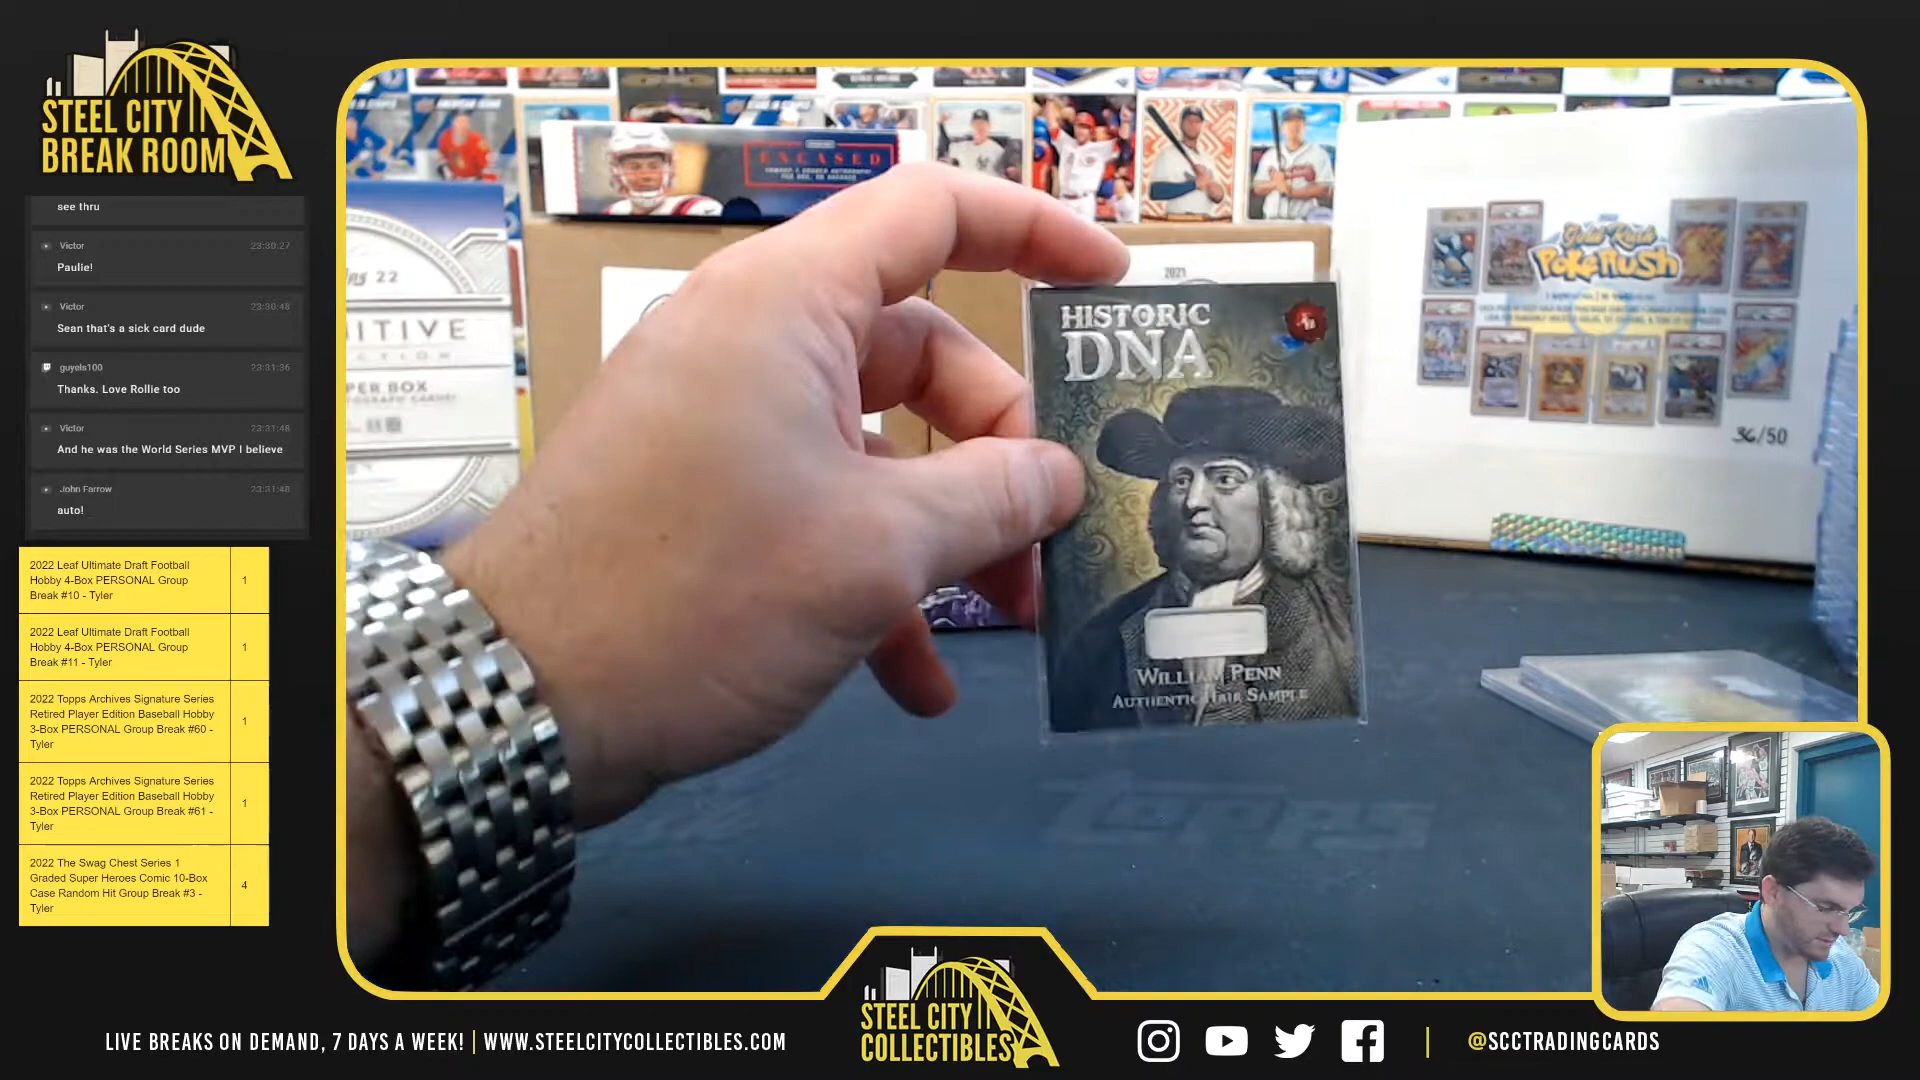 STEEL CITY
BREAK ROOM
see thru
Victor 23:30:27
Paulie!
Victor 23:30:48
Sean that's a sick card dude
guyels100 23:31:36
Thanks. Love Rollie too
Victor 23:31:48
And he was the World Series MVP I believe
John Farrow 23:31:48
auto!
2022 Leaf Ultimate Draft Football
Hobby 4-Box PERSONAL Group
Break #10 - Tyler
1
2022 Leaf Ultimate Draft Football
Hobby 4-Box PERSONAL Group
Break #11 - Tyler
1
2022 Topps Archives Signature Series
Retired Player Edition Baseball Hobby
3-Box PERSONAL Group Break #60 -
Tyler
1
2022 Topps Archives Signature Series
Retired Player Edition Baseball Hobby
3-Box PERSONAL Group Break #61 -
Tyler
1
2022 The Swag Chest Series 1
Graded Super Heroes Comic 10-Box
Case Random Hit Group Break #3 -
Tyler
4
ENCASED
22
ITIVE
CTION
PER BOX
2021
HISTORIC
DNA
WILLIAM PENN
AUTHENTIC HAIR SAMPLE
Gold Rush
PokeRush
36/50
topps
STEEL CITY
COLLECTIBLES
LIVE BREAKS ON DEMAND, 7 DAYS A WEEK! | WWW.STEELCITYCOLLECTIBLES.COM
| @SCCTRADINGCARDS